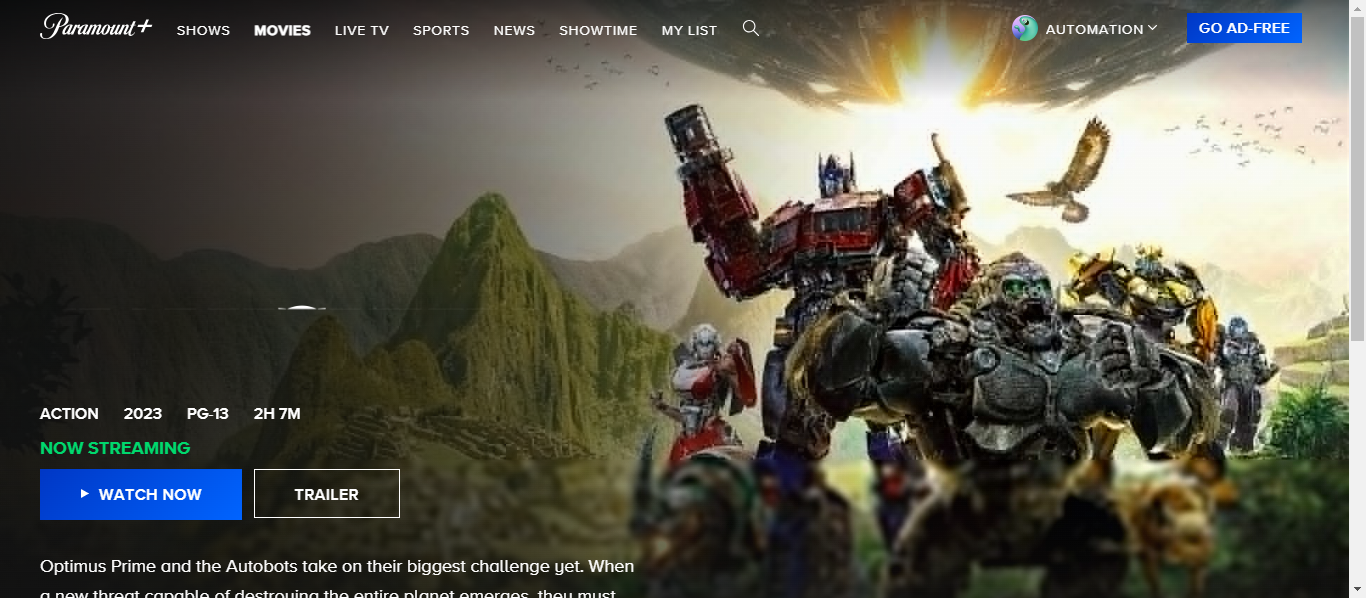 Paramount+ SHOWS MOVIES LIVE TV SPORTS NEWS SHOWTIME MY LIST AUTOMATION GO AD-FREE
ACTION 2023 PG-13 2H 7M
NOW STREAMING
WATCH NOW TRAILER
Optimus Prime and the Autobots take on their biggest challenge yet. When
a new threat capable of destroying the entire planet emerges, they must